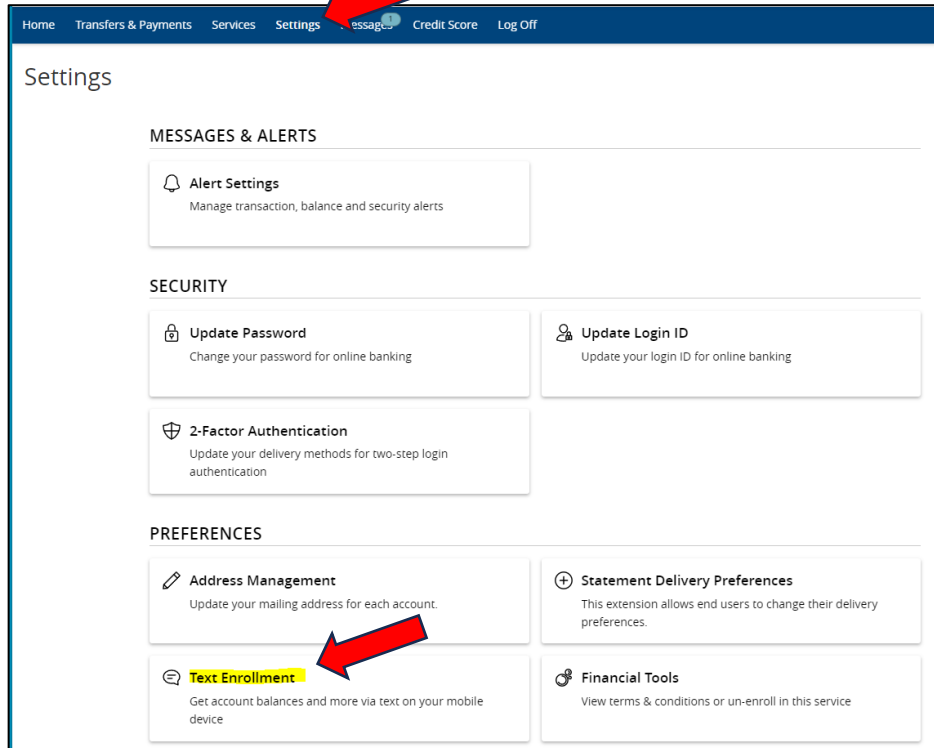 Home Transfers & Payments Services Settings Messages 1 Credit Score Log Off
Settings
MESSAGES & ALERTS
Alert Settings
Manage transaction, balance and security alerts
SECURITY
Update Password
Change your password for online banking
Update Login ID
Update your login ID for online banking
2-Factor Authentication
Update your delivery methods for two-step login
authentication
PREFERENCES
Address Management
Update your mailing address for each account.
Statement Delivery Preferences
This extension allows end users to change their delivery
preferences.
Text Enrollment
Get account balances and more via text on your mobile
device
Financial Tools
View terms & conditions or un-enroll in this service